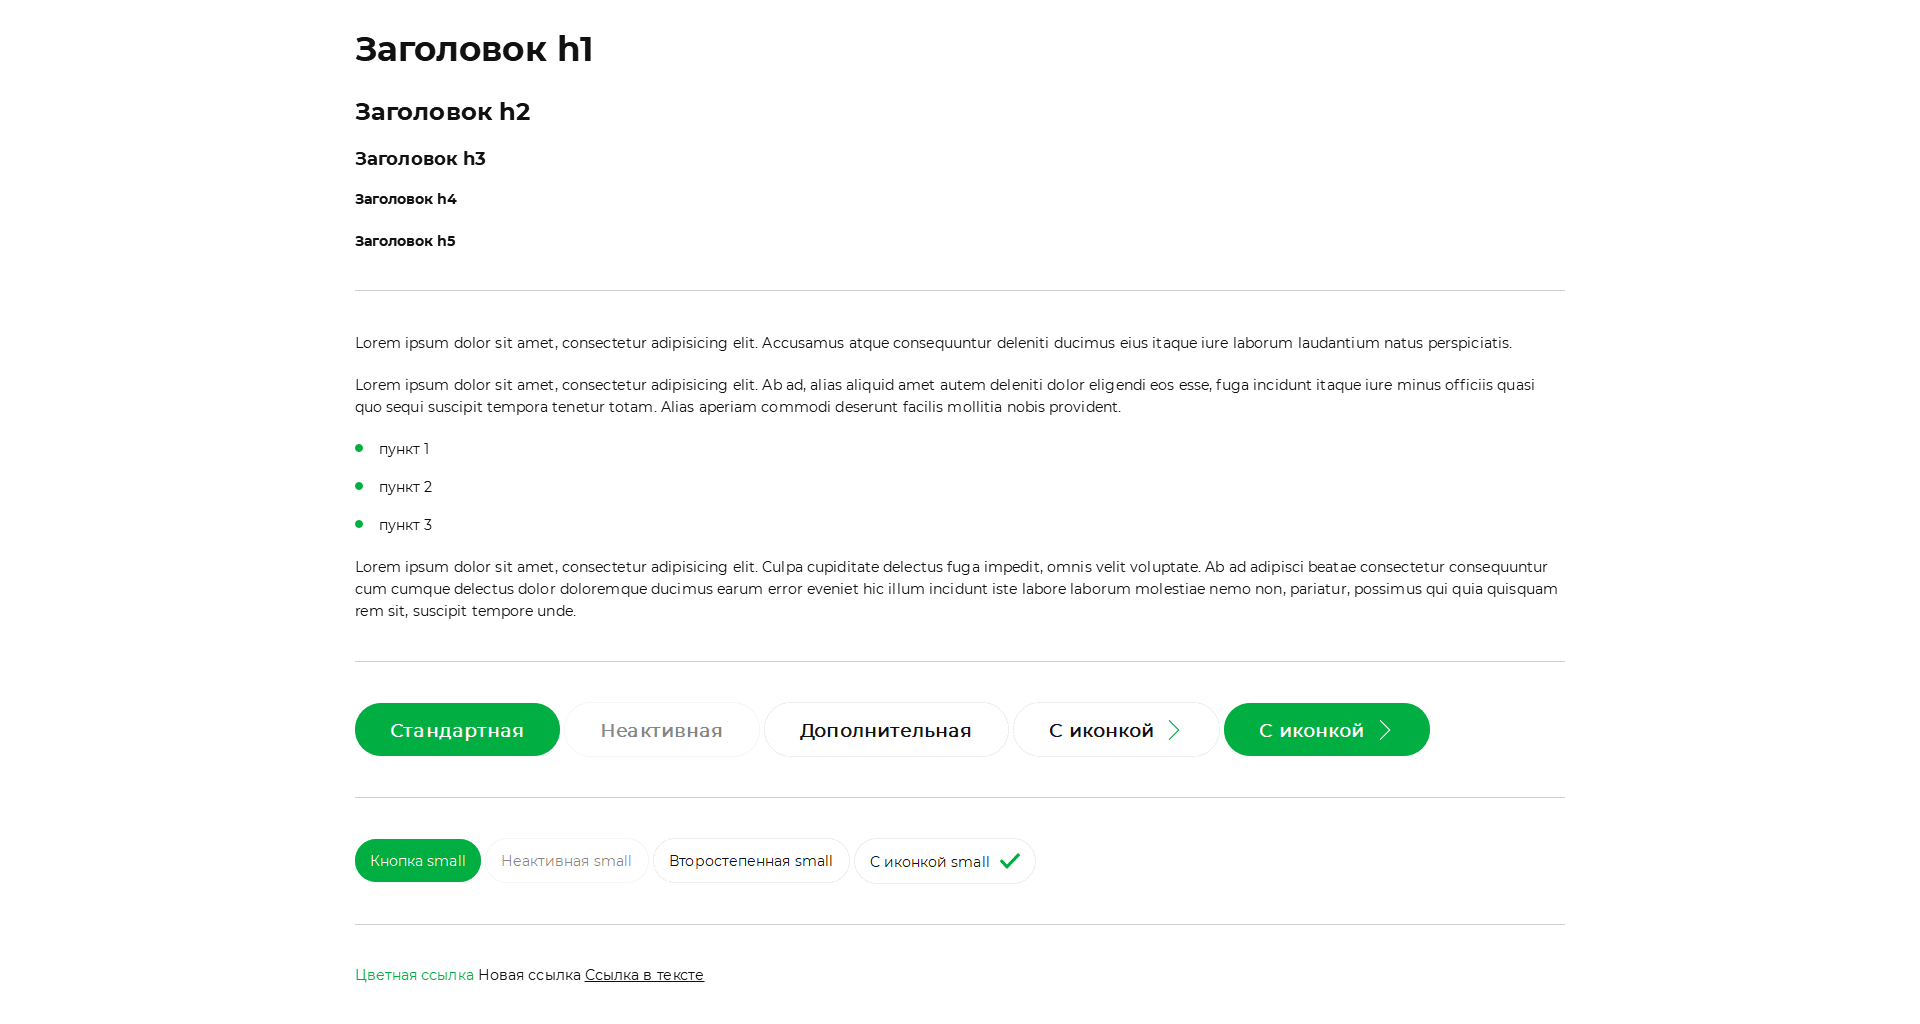 Заголовок h1
Заголовок h2
Заголовок h3
Заголовок h4
Заголовок h5
Lorem ipsum dolor sit amet, consectetur adipisicing elit. Accusamus atque consequuntur deleniti ducimus eius itaque iure laborum laudantium natus perspiciatis.
Lorem ipsum dolor sit amet, consectetur adipisicing elit. Ab ad, alias aliquid amet autem deleniti dolor eligendi eos esse, fuga incidunt itaque iure minus officiis quasi
quo sequi suscipit tempora tenetur totam. Alias aperiam commodi deserunt facilis mollitia nobis provident.
пункт 1
пункт 2
пункт 3
Lorem ipsum dolor sit amet, consectetur adipisicing elit. Culpa cupiditate delectus fuga impedit, omnis velit voluptate. Ab ad adipisci beatae consectetur consequuntur
cum cumque delectus dolor doloremque ducimus earum error eveniet hic illum incidunt iste labore laborum molestiae nemo non, pariatur, possimus qui quia quisquam
rem sit, suscipit tempore unde.
Стандартная Неактивная Дополнительная С иконкой С иконкой
Кнопка small Неактивная small Второстепенная small С иконкой small
Цветная ссылка Новая ссылка Ссылка в тексте